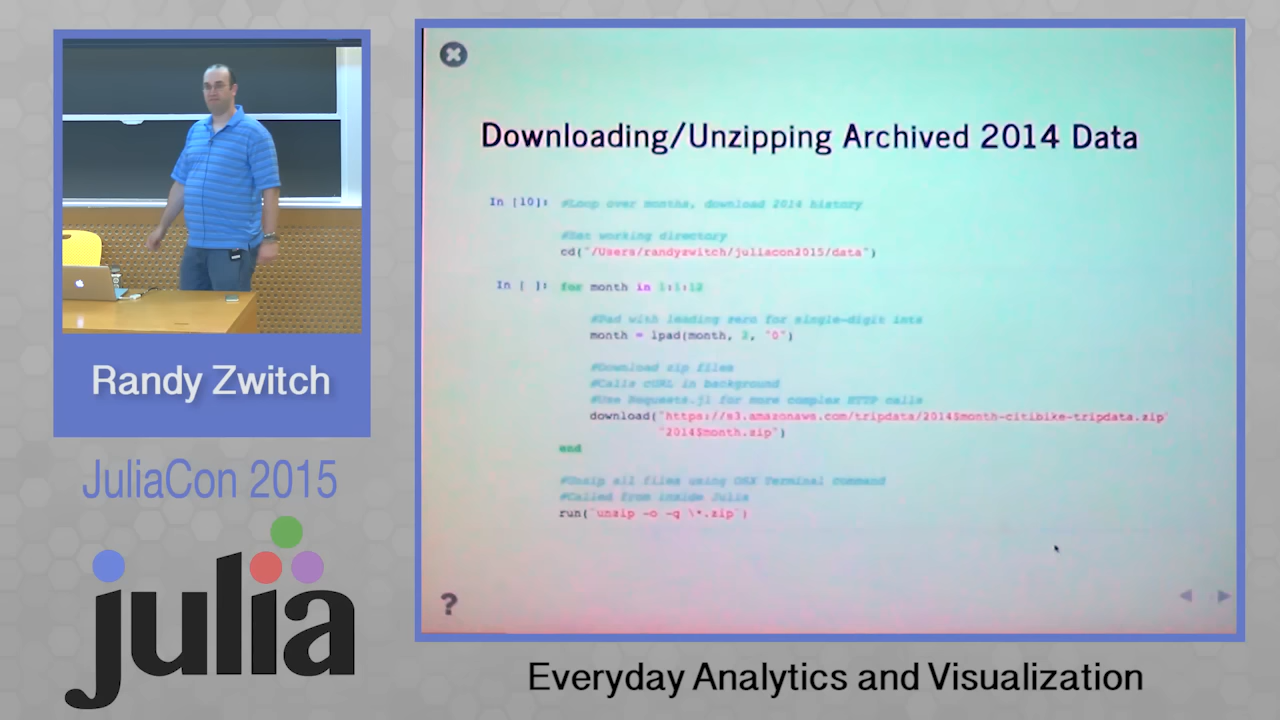 Downloading/Unzipping Archived 2014 Data
In [10]: #Loop over months, download 2014 history
#Set working directory
cd("/Users/randyzwitch/juliacon2015/data")
In [ ]: for month in 1:1:12
#Pad with leading zero for single-digit ints
month = lpad(month, 2, "0")
#Download zip files
#Calls cURL in background
#Use Requests.jl for more complex HTTP calls
download("https://s3.amazonaws.com/tripdata/2014$month-citibike-tripdata.zip"
"2014$month.zip")
end
#Unzip all files using OSX Terminal Command
#Called from inside Julia
run(`unzip -o -q \*.zip`)
?
Randy Zwitch
JuliaCon 2015
julia
Everyday Analytics and Visualization